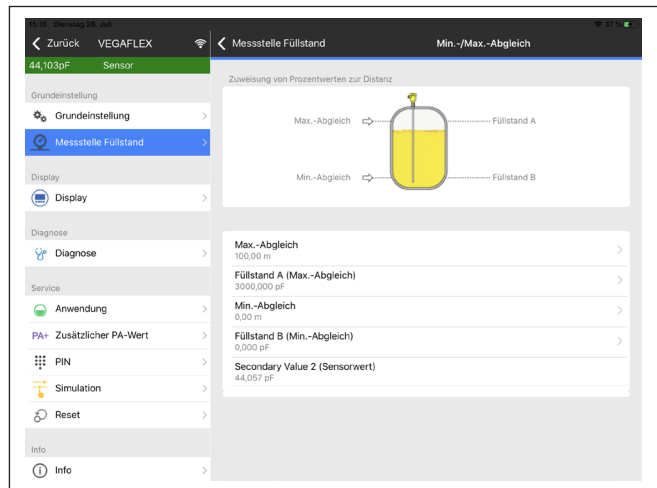 15:15 Dienstag 28. Juli
37 %
Zurück VEGAFLEX
Messstelle Füllstand
Min.-/Max.-Abgleich
44,103pF Sensor
Grundeinstellung
Grundeinstellung
Messstelle Füllstand
Display
Display
Diagnose
Diagnose
Service
Anwendung
PA+ Zusätzlicher PA-Wert
PIN
Simulation
Reset
Info
Info
Zuweisung von Prozentwerten zur Distanz
Max.-Abgleich
Füllstand A
Min.-Abgleich
Füllstand B
Max.-Abgleich
100,00 m
Füllstand A (Max.-Abgleich)
3000,000 pF
Min.-Abgleich
0,00 m
Füllstand B (Min.-Abgleich)
0,000 pF
Secondary Value 2 (Sensorwert)
44,057 pF